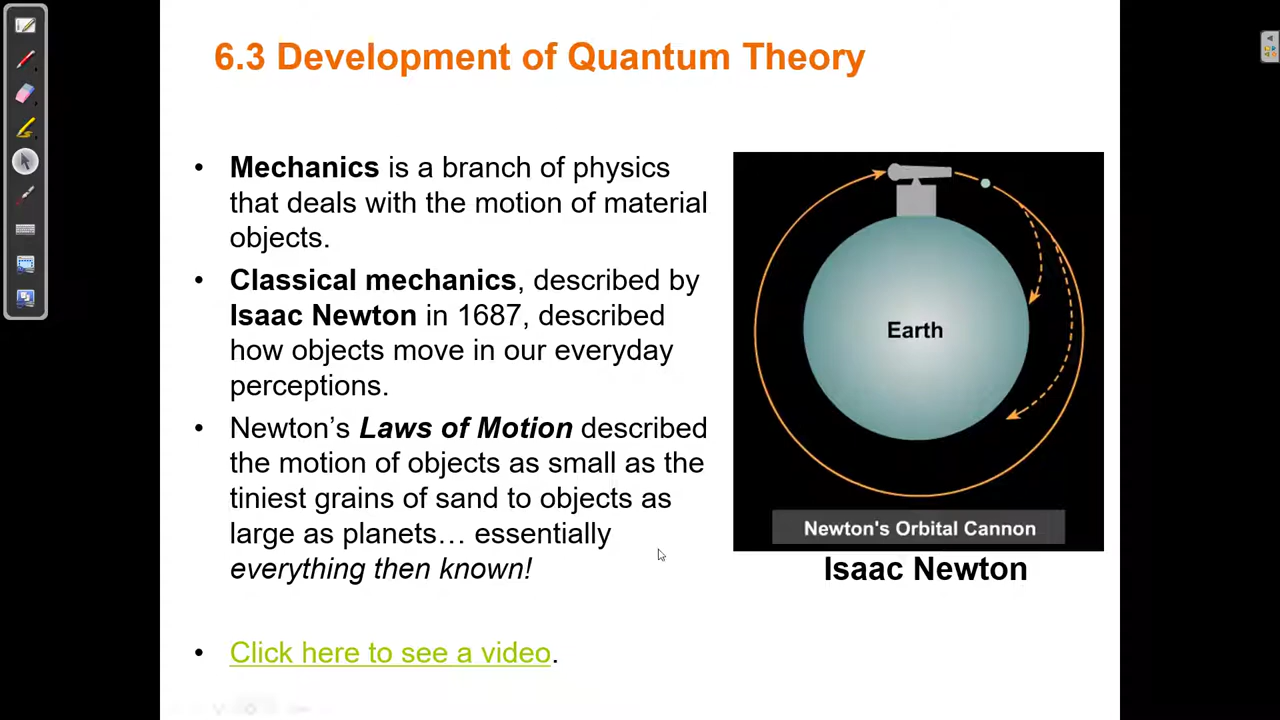 6.3 Development of Quantum Theory
• Mechanics is a branch of physics
that deals with the motion of material
objects.
• Classical mechanics, described by
Isaac Newton in 1687, described
how objects move in our everyday
perceptions.
• Newton’s Laws of Motion described
the motion of objects as small as the
tiniest grains of sand to objects as
large as planets… essentially
everything then known!
• Click here to see a video.
Earth
Newton's Orbital Cannon
Isaac Newton